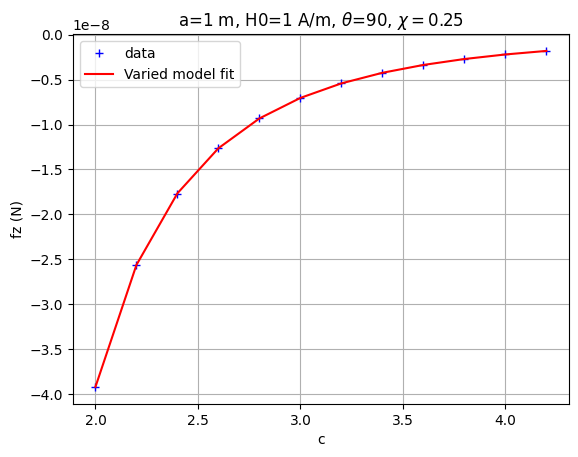 a=1 m, H0=1 A/m, θ=90, χ = 0.25
1e−8
0.0
−0.5
−1.0
−1.5
−2.0
−2.5
−3.0
−3.5
−4.0
fz (N)
data
Varied model fit
2.0 2.5 3.0 3.5 4.0
c